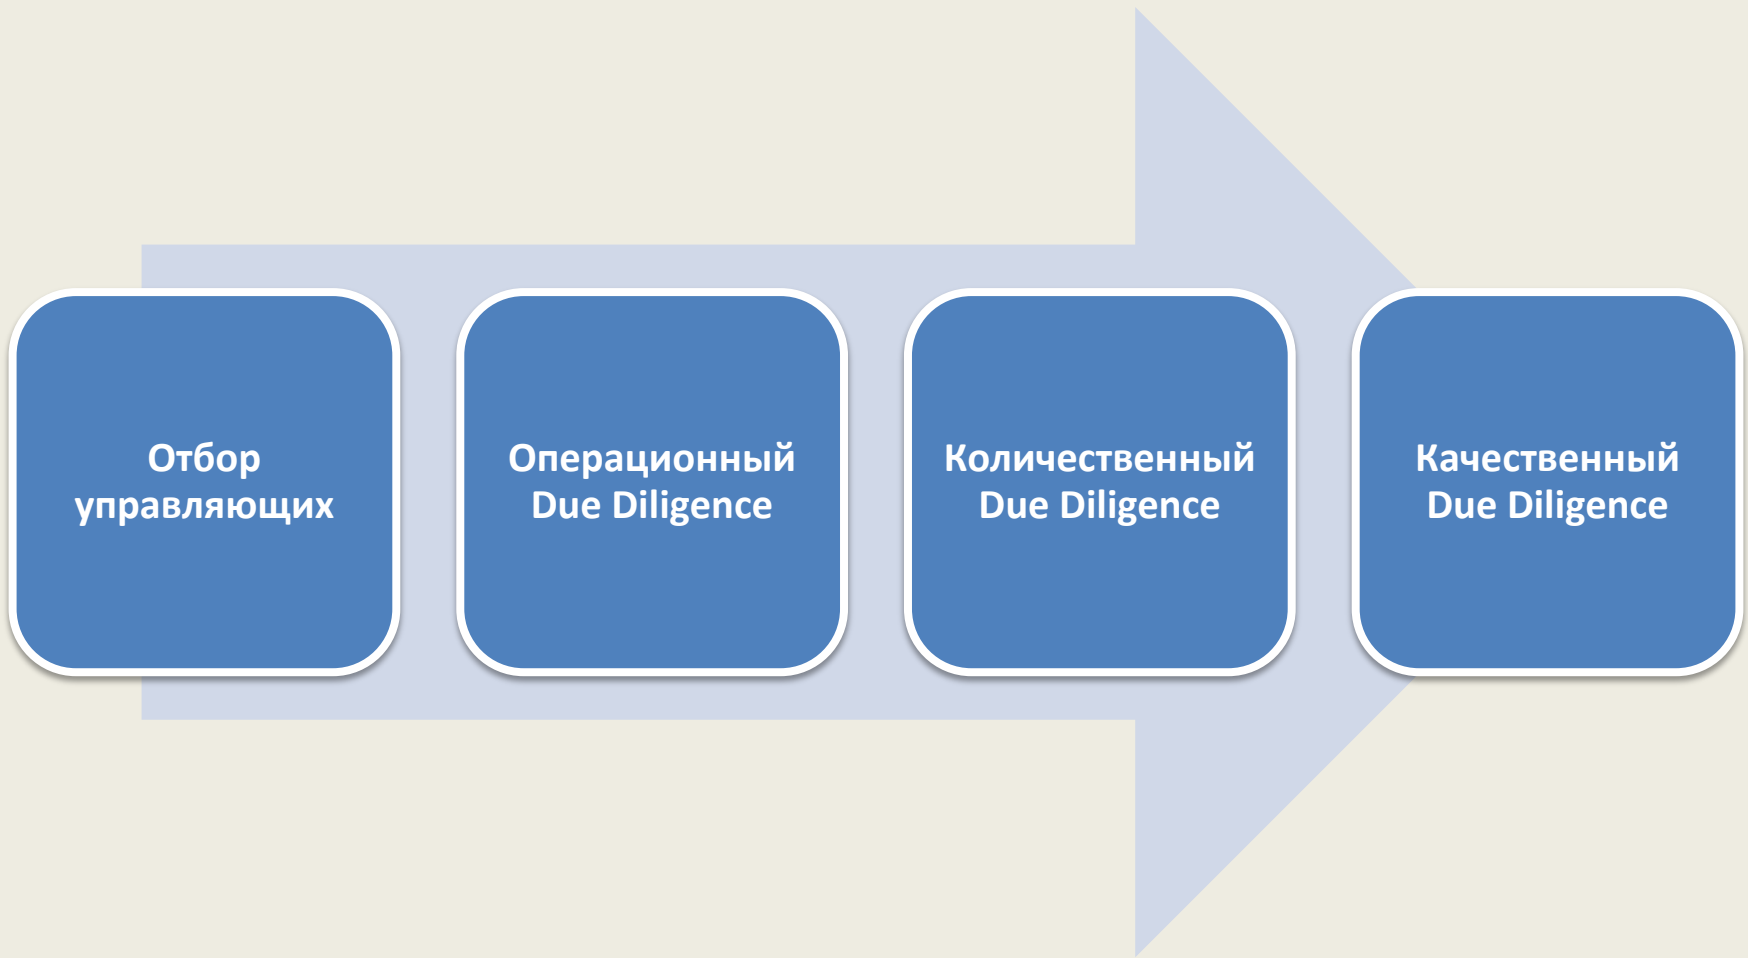 Отбор
управляющих
Операционный
Due Diligence
Количественный
Due Diligence
Качественный
Due Diligence